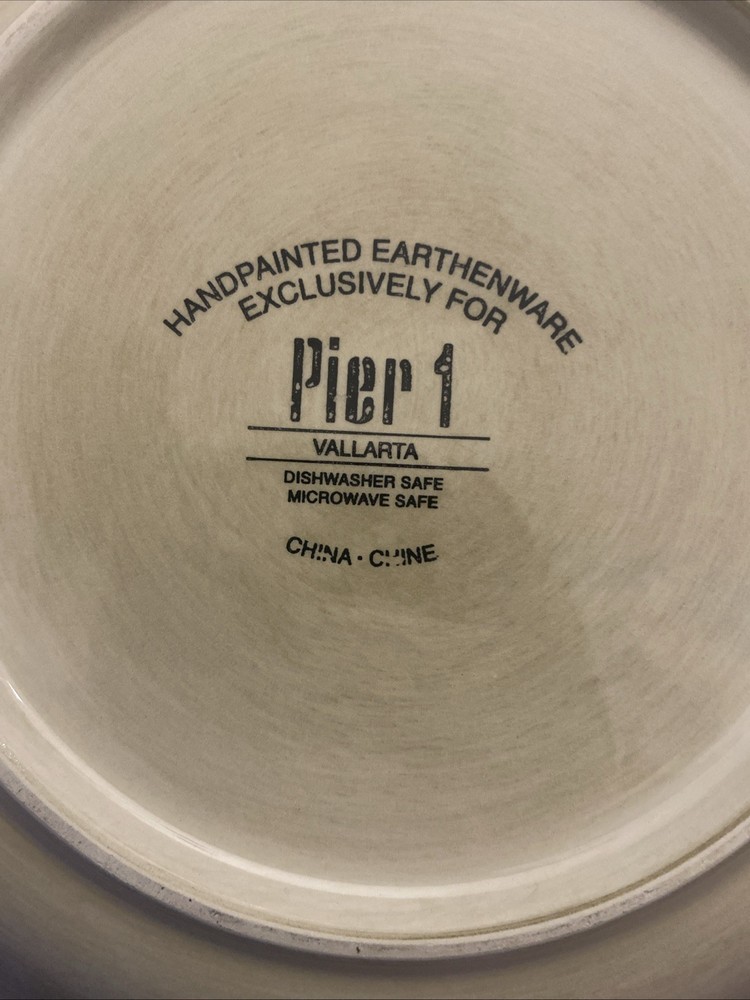 HANDPAINTED EARTHENWARE
EXCLUSIVELY FOR
Pier 1
VALLARTA
DISHWASHER SAFE
MICROWAVE SAFE
CHINA · CHINE